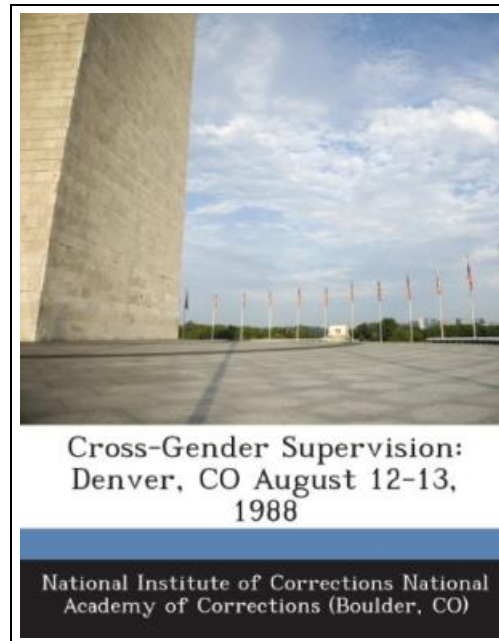 Cross-Gender Supervision:
Denver, CO August 12-13,
1988
National Institute of Corrections National
Academy of Corrections (Boulder, CO)